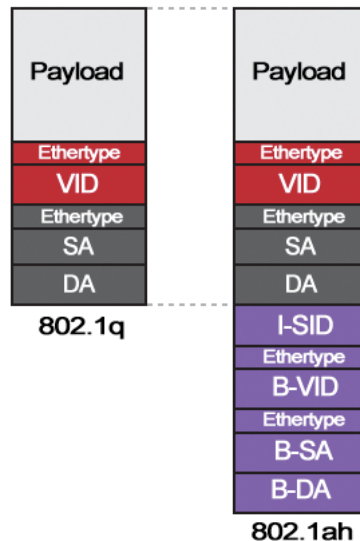 Payload
Ethertype
VID
Ethertype
SA
DA
802.1q
Payload
Ethertype
VID
Ethertype
SA
DA
I-SID
Ethertype
B-VID
Ethertype
B-SA
B-DA
802.1ah